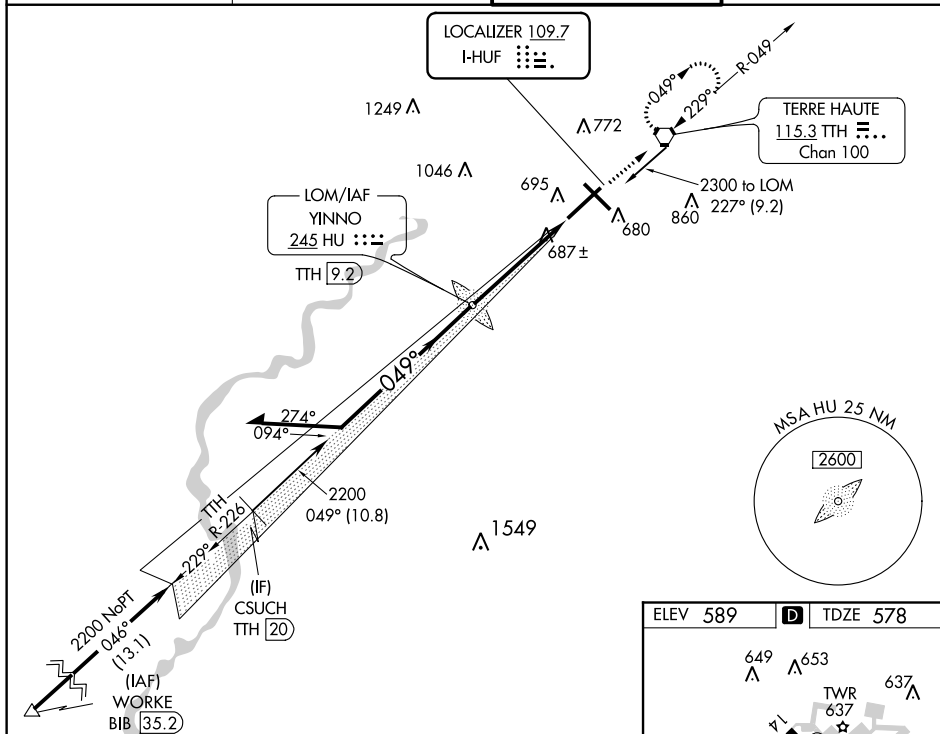 LOCALIZER 109.7
I-HUF
R-049
049°
229°
TERRE HAUTE
115.3 TTH
Chan 100
1249
772
1046
695
2300 to LOM
227° (9.2)
860
680
687 ±
LOM/IAF
YINNO
245 HU
TTH 9.2
049°
274°
094°
MSA HU 25 NM
2600
2200
049° (10.8)
TTH
R-226
229°
1549
(IF)
CSUCH
TTH 20
2200 NoPT
046°
(13.1)
(IAF)
WORKE
BIB 35.2
ELEV 589 D TDZE 578
649
653
637
TWR
637
14